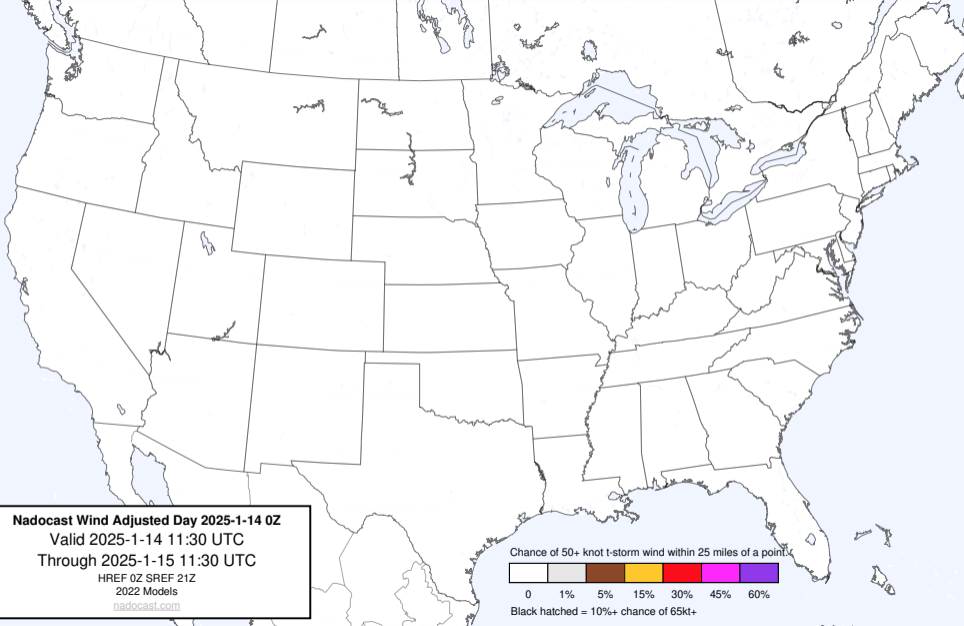 Nadocast Wind Adjusted Day 2025-1-14 0Z
Valid 2025-1-14 11:30 UTC
Through 2025-1-15 11:30 UTC
HREF 0Z SREF 21Z
2022 Models
nadocast.com
Chance of 50+ knot t-storm wind within 25 miles of a point.
0 1% 5% 15% 30% 45% 60%
Black hatched = 10%+ chance of 65kt+